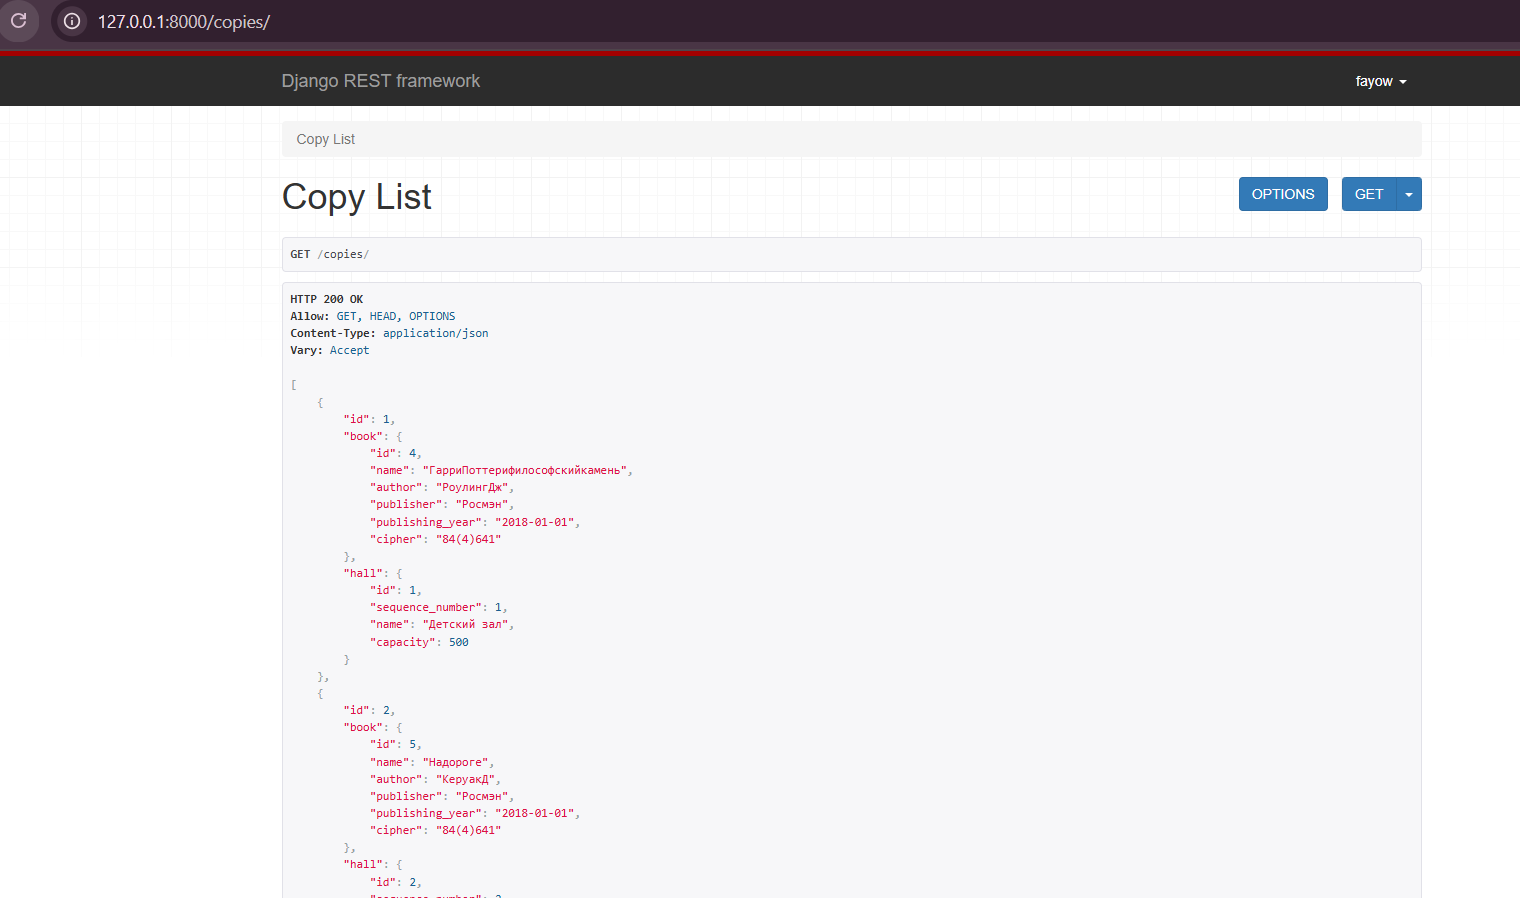 127.0.0.1:8000/copies/
Django REST framework
fayow
Copy List
Copy List
OPTIONS
GET
GET /copies/
HTTP 200 OK
Allow: GET, HEAD, OPTIONS
Content-Type: application/json
Vary: Accept
[
{
"id": 1,
"book": {
"id": 4,
"name": "ГарриПоттерифилософскийкамень",
"author": "РоулингДж",
"publisher": "Росмэн",
"publishing_year": "2018-01-01",
"cipher": "84(4)641"
},
"hall": {
"id": 1,
"sequence_number": 1,
"name": "Детский зал",
"capacity": 500
}
},
{
"id": 2,
"book": {
"id": 5,
"name": "Надороге",
"author": "КеруакД",
"publisher": "Росмэн",
"publishing_year": "2018-01-01",
"cipher": "84(4)641"
},
"hall": {
"id": 2,